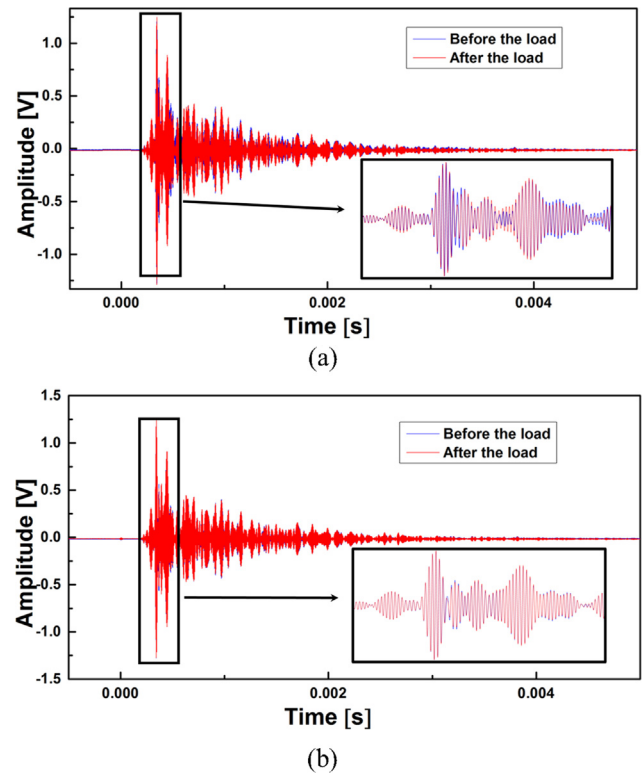 1.0
0.5
0.0
-0.5
-1.0
Amplitude [V]
Before the load
After the load
0.000
0.002
0.004
Time [s]
(a)
1.5
1.0
0.5
0.0
-0.5
-1.0
-1.5
Amplitude [V]
Before the load
After the load
0.000
0.002
0.004
Time [s]
(b)